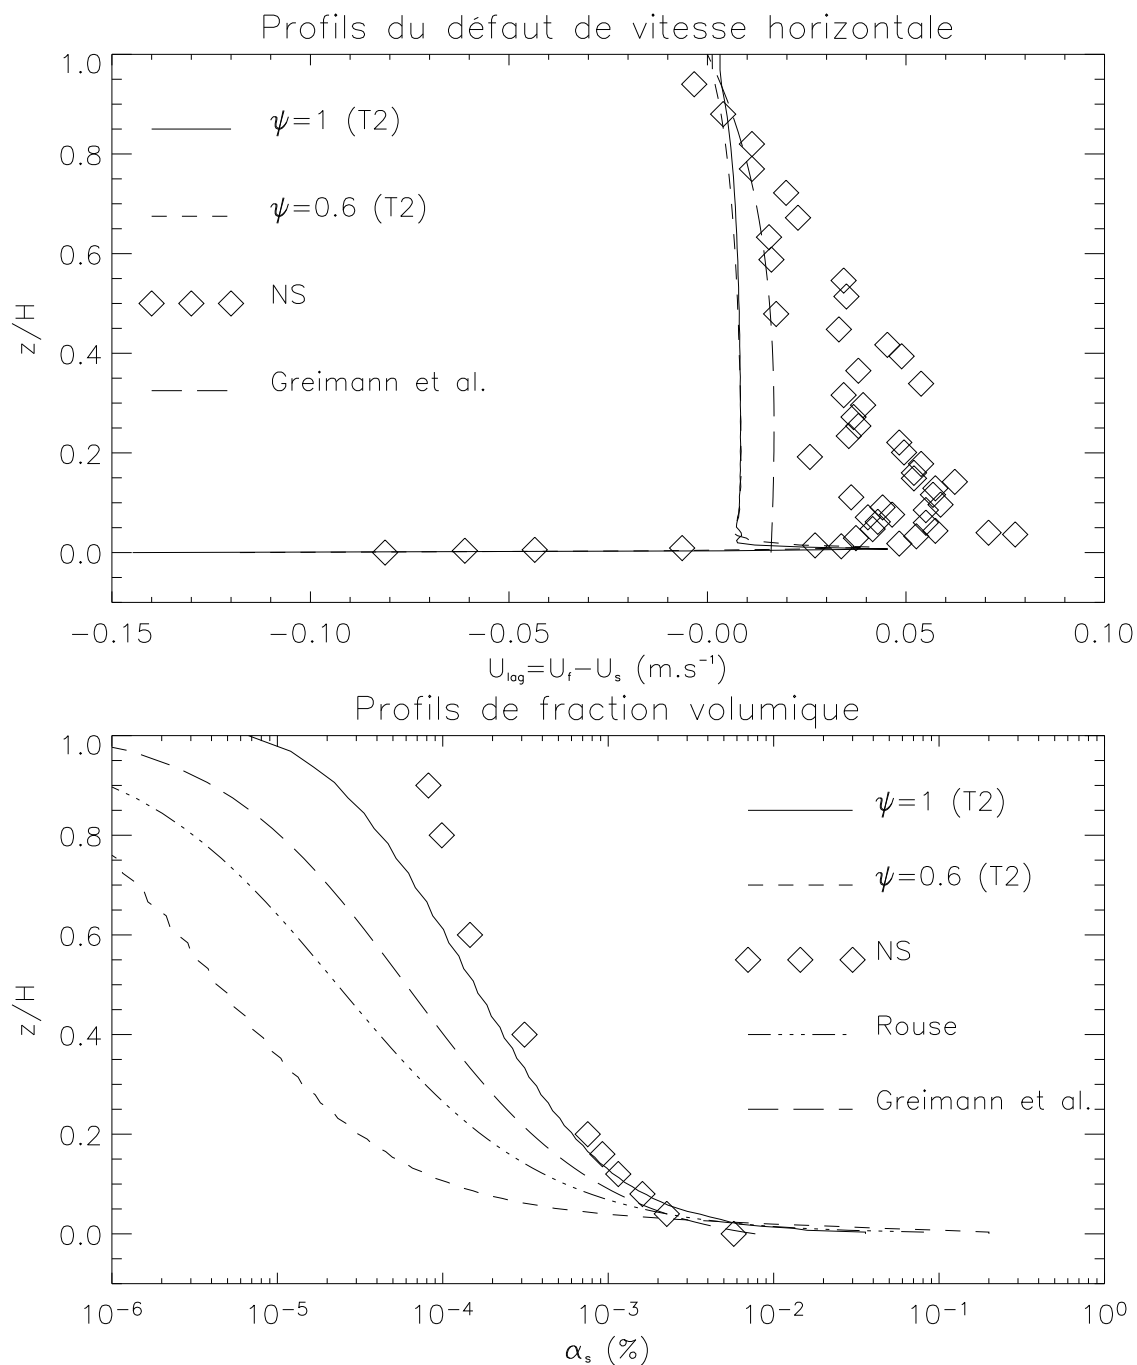 Profils du défaut de vitesse horizontale
1.0
0.8
0.6
0.4
0.2
0.0
z/H
ψ=1 (T2)
ψ=0.6 (T2)
NS
Greimann et al.
−0.15 −0.10 −0.05 −0.00 0.05 0.10
U_lag=U_f−U_s (m.s⁻¹)
Profils de fraction volumique
1.0
0.8
0.6
0.4
0.2
0.0
z/H
ψ=1 (T2)
ψ=0.6 (T2)
NS
Rouse
Greimann et al.
10⁻⁶ 10⁻⁵ 10⁻⁴ 10⁻³ 10⁻² 10⁻¹ 10⁰
α_s (%)